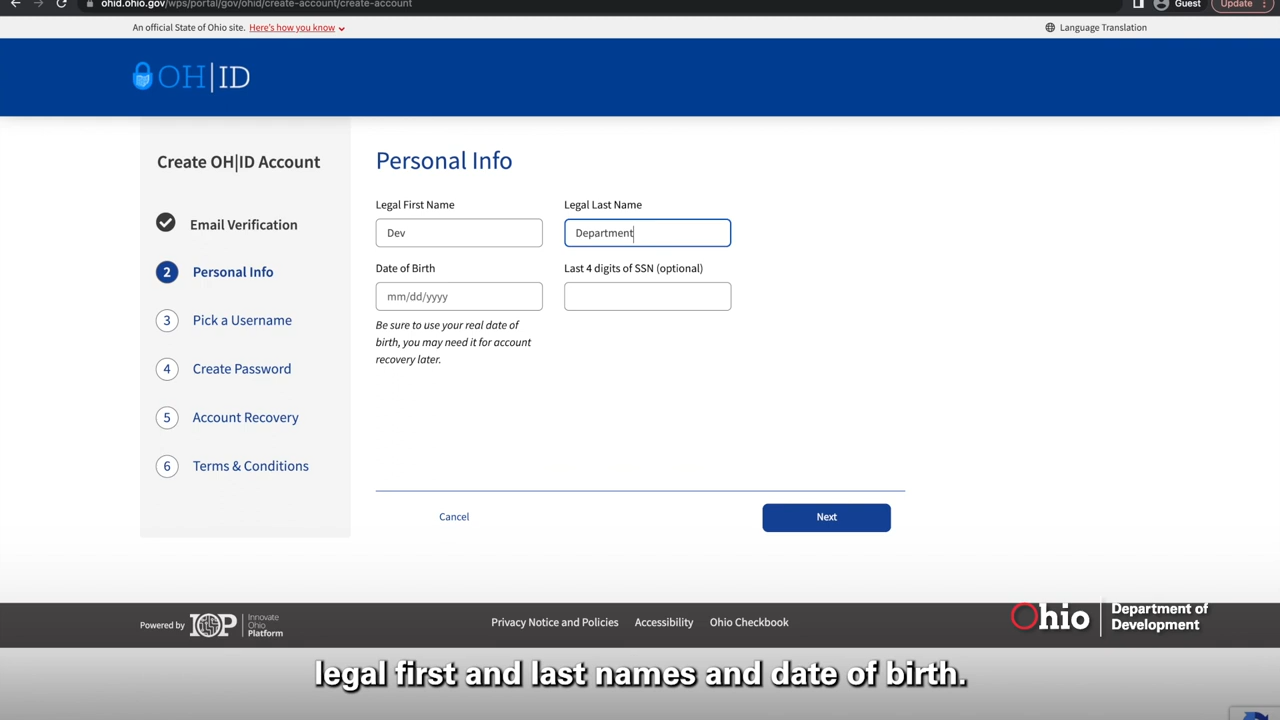 ohid.ohio.gov/wps/portal/gov/ohid/create-account/create-account
Guest
Update
An official State of Ohio site. Here's how you know
Language Translation
OH|ID
Create OH|ID Account
Email Verification
2 Personal Info
3 Pick a Username
4 Create Password
5 Account Recovery
6 Terms & Conditions
Personal Info
Legal First Name
Legal Last Name
Dev
Department
Date of Birth
Last 4 digits of SSN (optional)
mm/dd/yyyy
Be sure to use your real date of
birth, you may need it for account
recovery later.
Cancel
Next
Powered by
IOP
Innovate
Ohio
Platform
Privacy Notice and Policies
Accessibility
Ohio Checkbook
Ohio
Department of
Development
legal first and last names and date of birth.